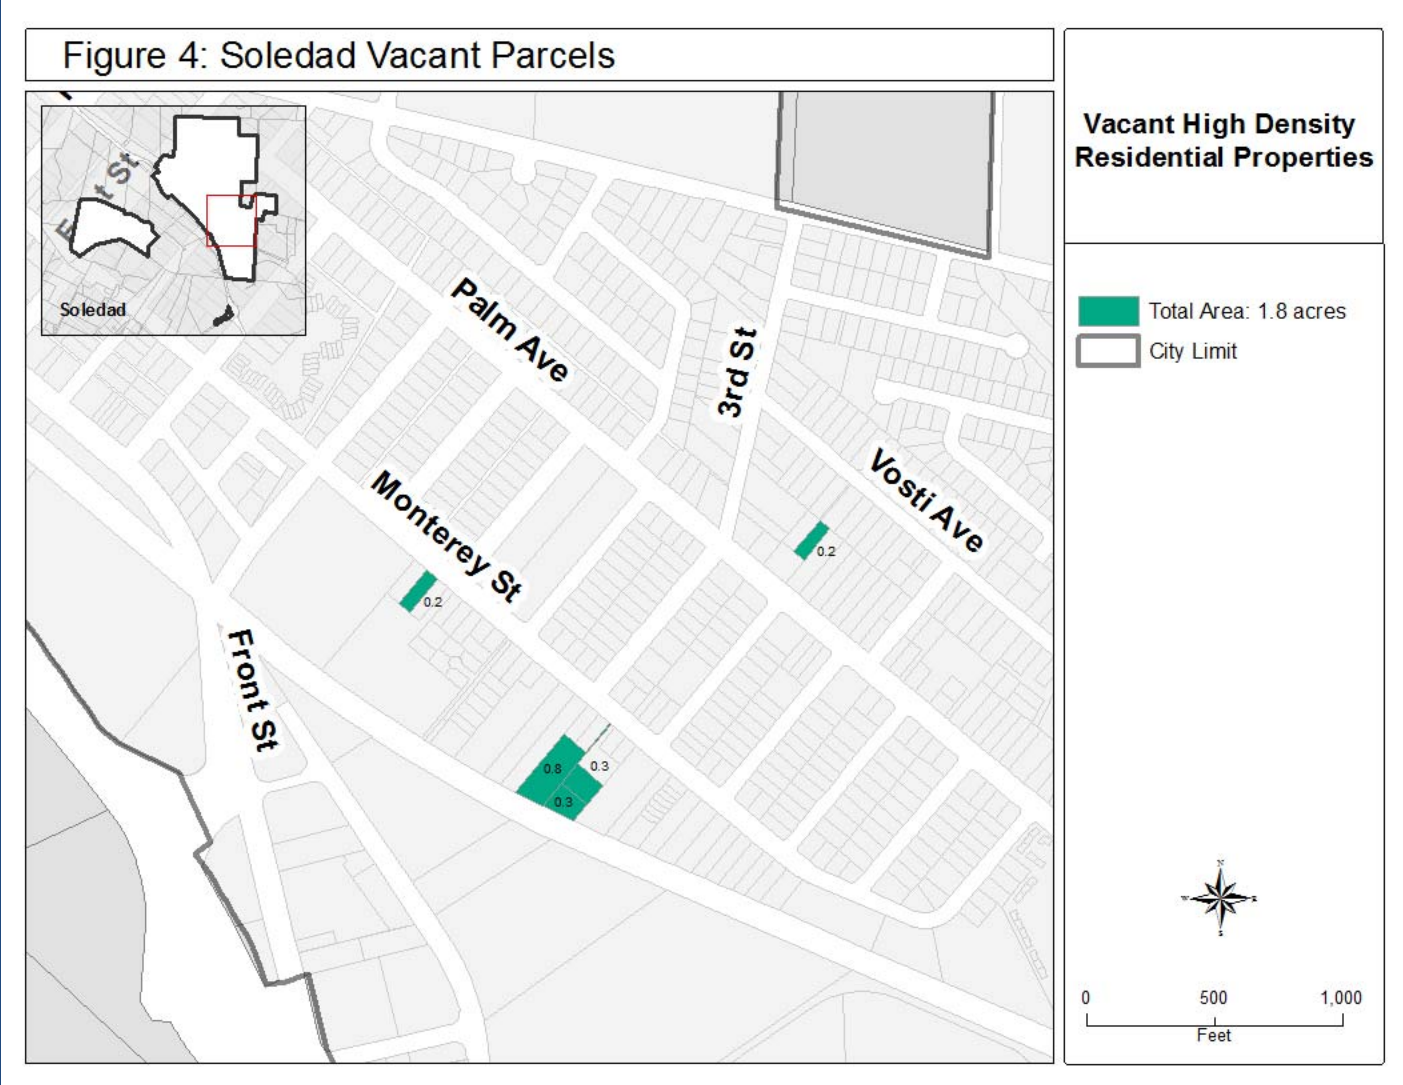 Figure 4: Soledad Vacant Parcels
Vacant High Density
Residential Properties
Total Area: 1.8 acres
City Limit
t St
E
Soledad
Palm Ave
3rd St
Vosti Ave
Monterey St
Front St
0.2
0.2
0.8
0.3
0.3
N
W
E
S
0 500 1,000
Feet